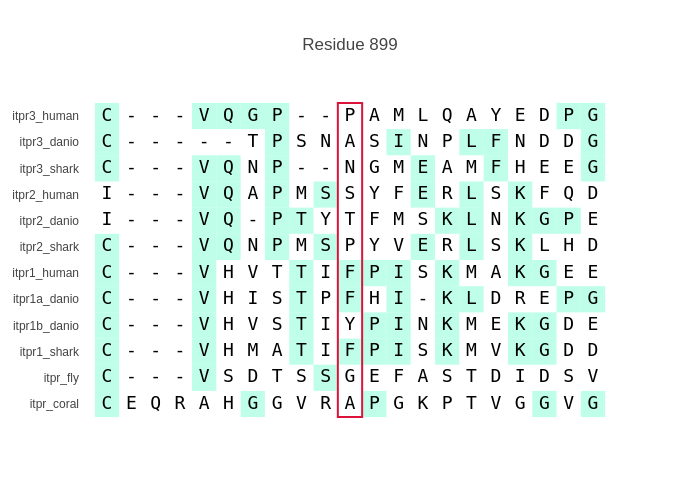 Residue 899
itpr3_human C - - - V Q G P - - P A M L Q A Y E D P G
itpr3_danio C - - - - - T P S N A S I N P L F N D D G
itpr3_shark C - - - V Q N P - - N G M E A M F H E E G
itpr2_human I - - - V Q A P M S S Y F E R L S K F Q D
itpr2_danio I - - - V Q - P T Y T F M S K L N K G P E
itpr2_shark C - - - V Q N P M S P Y V E R L S K L H D
itpr1_human C - - - V H V T T I F P I S K M A K G E E
itpr1a_danio C - - - V H I S T P F H I - K L D R E P G
itpr1b_danio C - - - V H V S T I Y P I N K M E K G D E
itpr1_shark C - - - V H M A T I F P I S K M V K G D D
itpr_fly C - - - V S D T S S G E F A S T D I D S V
itpr_coral C E Q R A H G G V R A P G K P T V G G V G